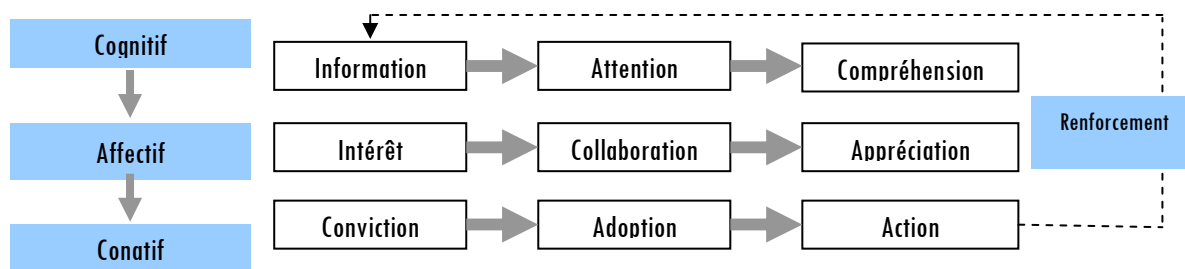 Cognitif
Information
Attention
Compréhension
Renforcement
Affectif
Intérêt
Collaboration
Appréciation
Conatif
Conviction
Adoption
Action